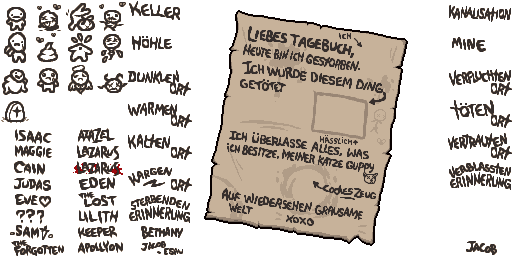 KELLER
HÖHLE
DUNKLEN ORT
WARMEN ORT
KALTEN ORT
KARGEN ORT
STERBENDEN ERINNERUNG
ISAAC
MAGGIE
CAIN
JUDAS
EVE
???
SAMS
THE FORGOTTEN
AZAZEL
LAZARUS
LAZARUS
EDEN
THE LOST
LILITH
KEEPER
APOLLYON
BETHANY
JACOB + ESAU
ICH
LIEBES TAGEBUCH,
HEUTE BIN ICH GESTORBEN.
ICH WURDE DIESEM DING
GETÖTET
HÄSSLICH
ICH ÜBERLASSE ALLES, WAS
ICH BESITZE, MEINER KATZE GUPPY
AUF WIEDERSEHEN GRAUSAME
WELT
XOXO
KANALISATION
MINE
VERFLUCHTEN ORT
TÖTEN ORT
VERTRAUTEN ORT
VERBLASSTEN ERINNERUNG
JACOB